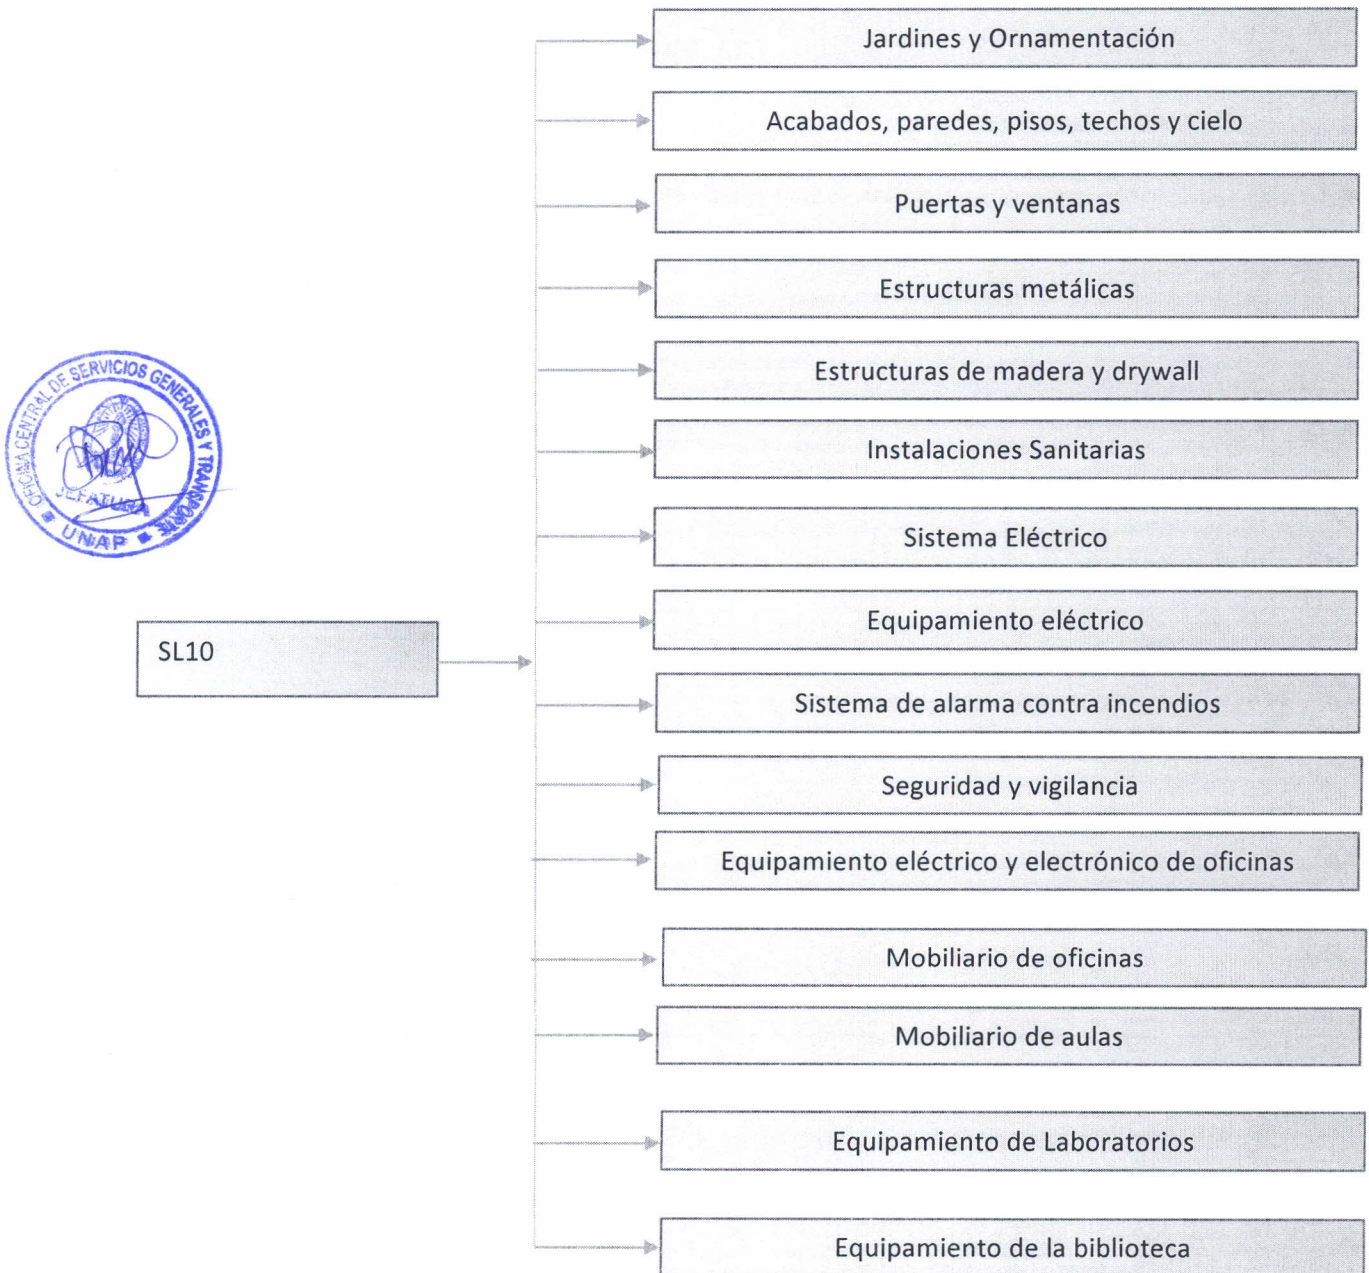 Jardines y Ornamentación
Acabados, paredes, pisos, techos y cielo
Puertas y ventanas
Estructuras metálicas
Estructuras de madera y drywall
OFICINA CENTRAL DE SERVICIOS GENERALES Y TRANSPORTE
JEFATURA
UNAP
Instalaciones Sanitarias
Sistema Eléctrico
Equipamiento eléctrico
SL10
Sistema de alarma contra incendios
Seguridad y vigilancia
Equipamiento eléctrico y electrónico de oficinas
Mobiliario de oficinas
Mobiliario de aulas
Equipamiento de Laboratorios
Equipamiento de la biblioteca